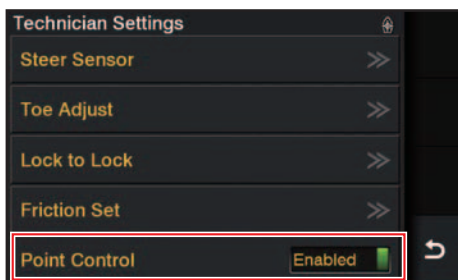 Technician Settings
Steer Sensor
Toe Adjust
Lock to Lock
Friction Set
Point Control Enabled